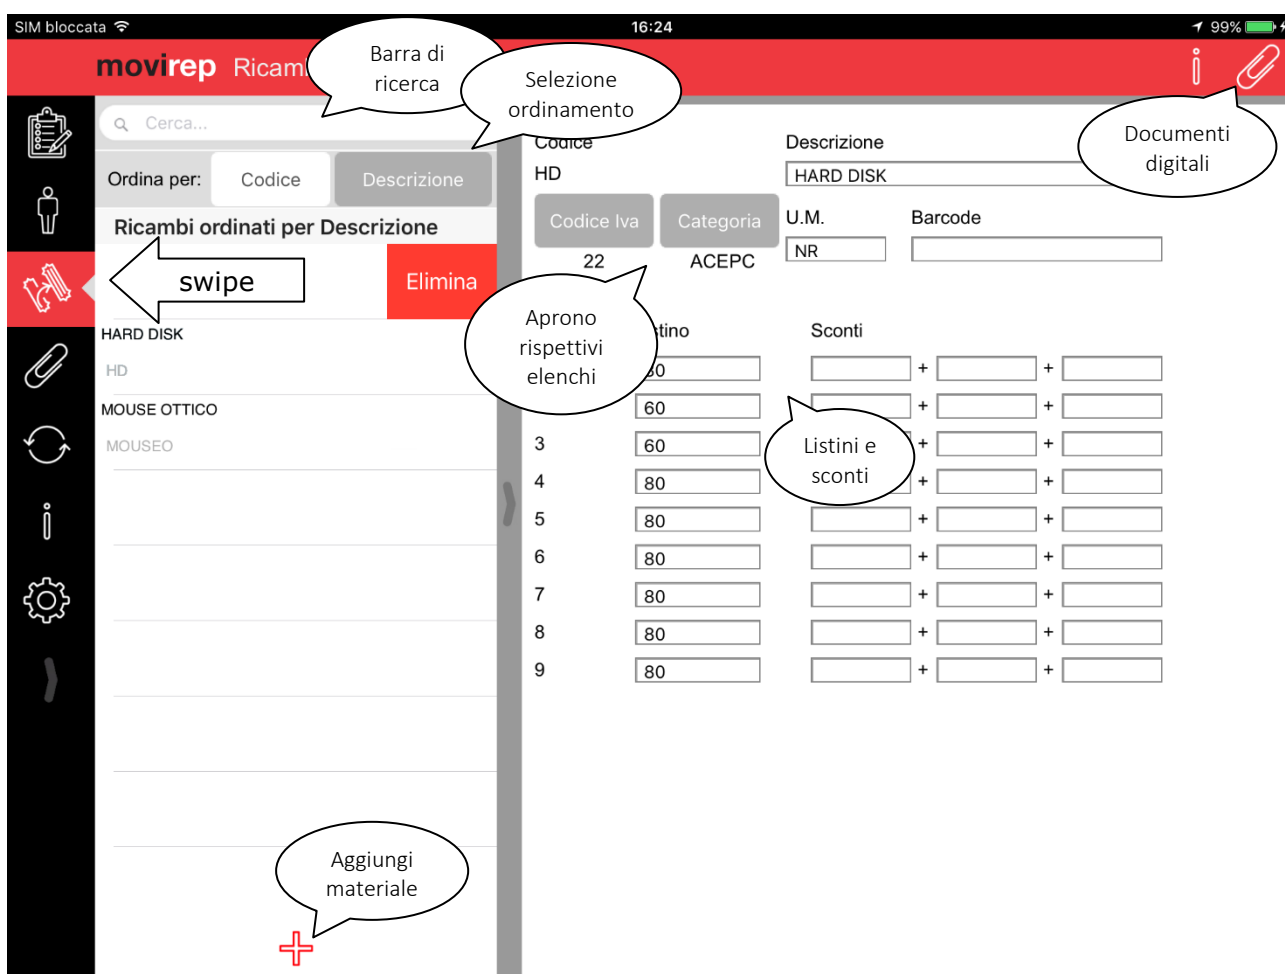 SIM bloccata 16:24 99%
movirep Ricam
Barra di
ricerca
Selezione
ordinamento
Documenti
digitali
Cerca...
Ordina per: Codice Descrizione
Ricambi ordinati per Descrizione
swipe Elimina
HARD DISK
HD
MOUSE OTTICO
MOUSEO
Aggiungi
materiale
Codice Descrizione
HD HARD DISK
Codice Iva Categoria U.M. Barcode
22 ACEPC NR
Aprono
rispettivi
elenchi
Sconti
+ +
60 + +
3 60 + +
Listini e
sconti
4 80 + +
5 80 + +
6 80 + +
7 80 + +
8 80 + +
9 80 + +